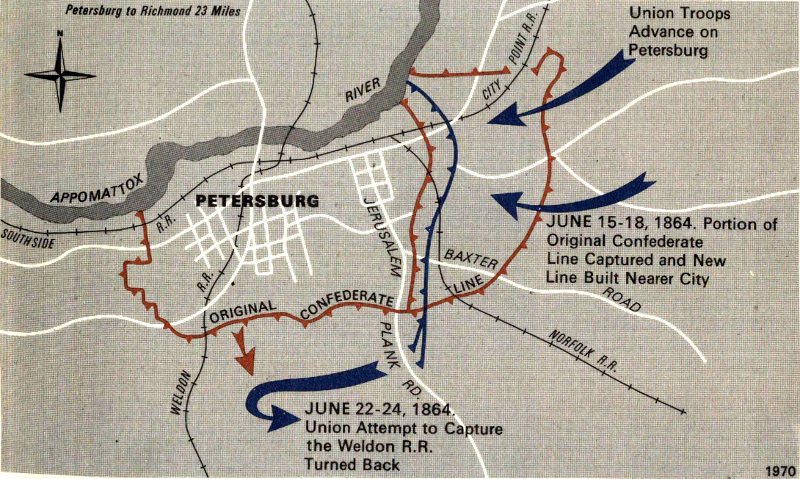 Petersburg to Richmond 23 Miles
N
Union Troops
Advance on
Petersburg
CITY POINT R.R.
RIVER
APPOMATTOX
PETERSBURG
SOUTHSIDE
R.R.
JERUSALEM
PLANK
RD.
JUNE 15-18, 1864. Portion of
Original Confederate
Line Captured and New
Line Built Nearer City
BAXTER
ROAD
ORIGINAL CONFEDERATE LINE
NORFOLK R.R.
WELDON
R.R.
JUNE 22-24, 1864.
Union Attempt to Capture
the Weldon R.R.
Turned Back
1970